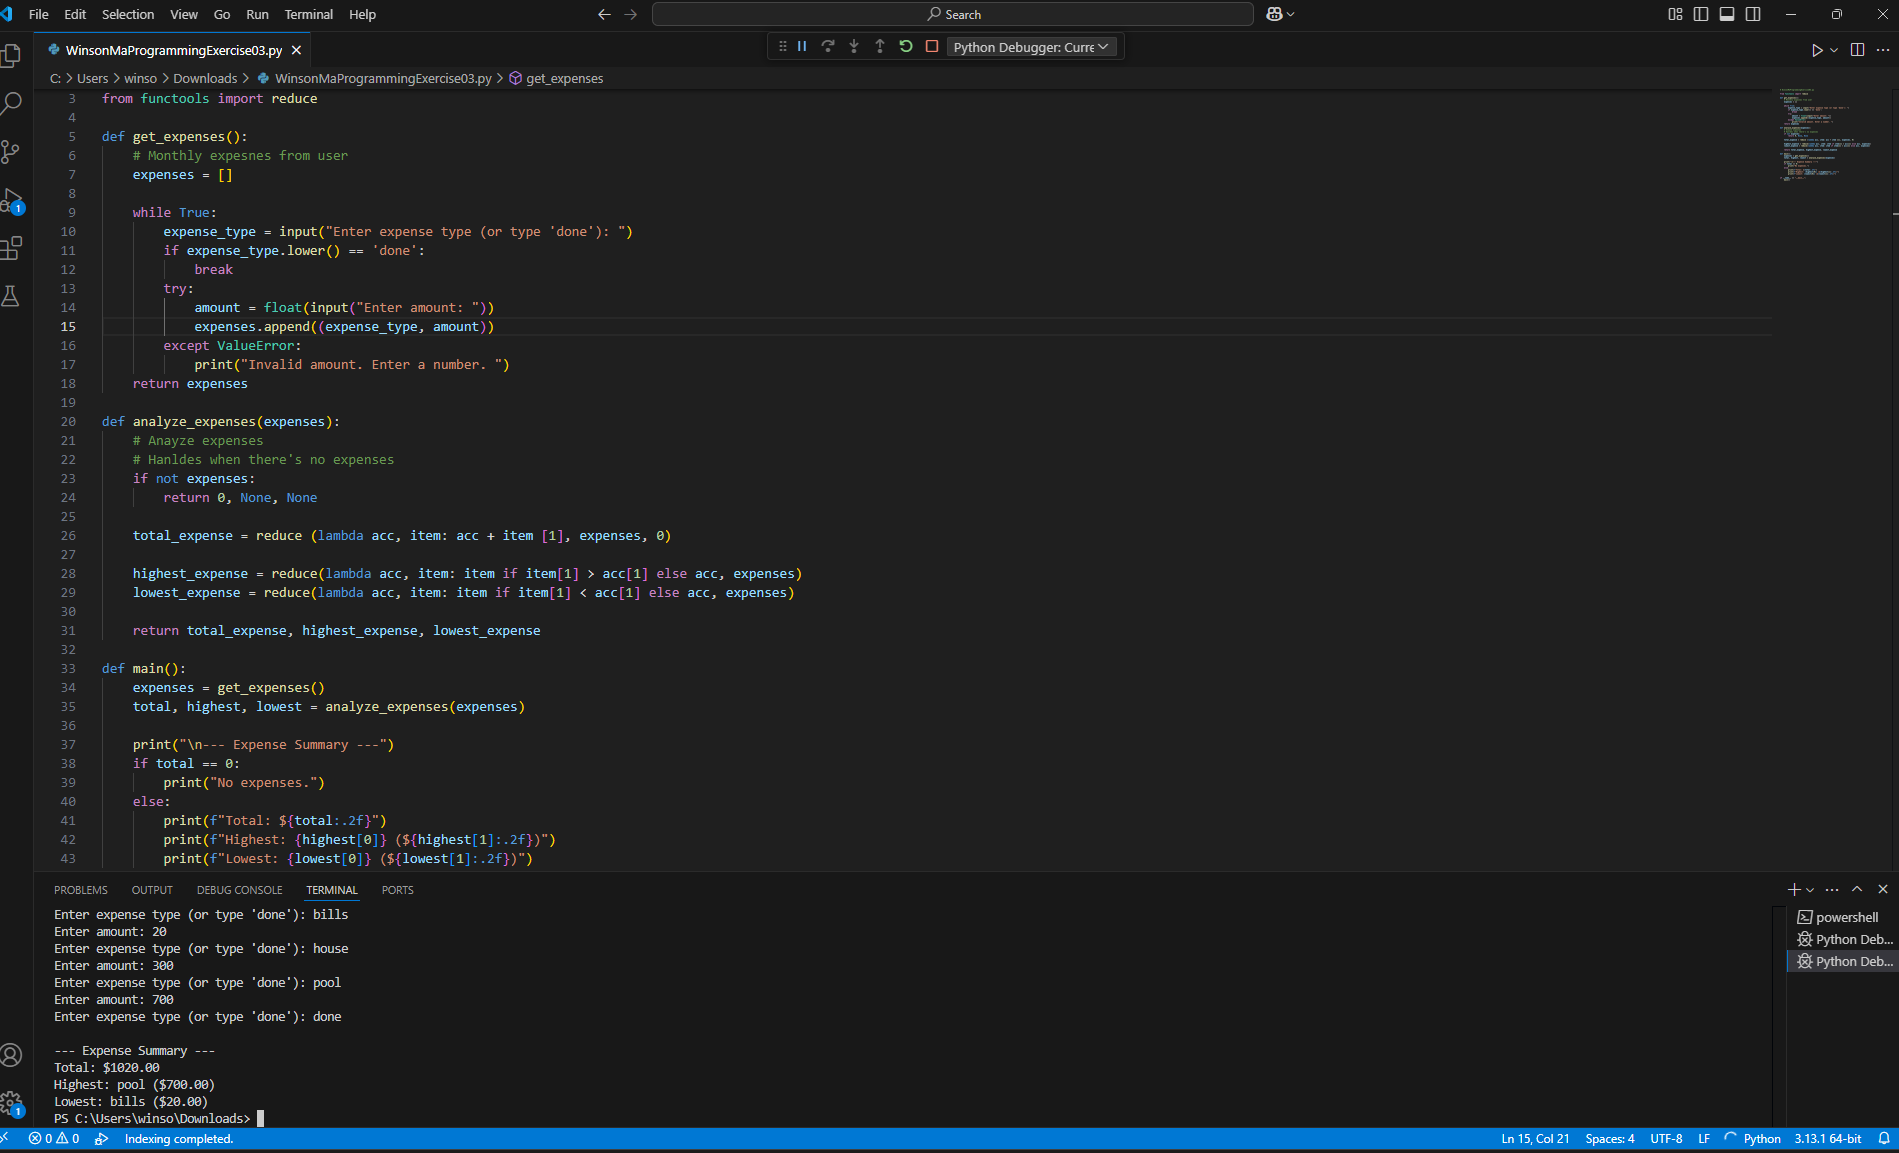 File Edit Selection View Go Run Terminal Help
Search
WinsonMaProgrammingExercise03.py
Python Debugger: Curre
C: > Users > winso > Downloads > WinsonMaProgrammingExercise03.py > get_expenses
3 from functools import reduce
4
5 def get_expenses():
6 # Monthly expesnes from user
7 expenses = []
8
9 while True:
10 expense_type = input("Enter expense type (or type 'done'): ")
11 if expense_type.lower() == 'done':
12 break
13 try:
14 amount = float(input("Enter amount: "))
15 expenses.append((expense_type, amount))
16 except ValueError:
17 print("Invalid amount. Enter a number. ")
18 return expenses
19
20 def analyze_expenses(expenses):
21 # Anayze expenses
22 # Hanldes when there's no expenses
23 if not expenses:
24 return 0, None, None
25
26 total_expense = reduce (lambda acc, item: acc + item [1], expenses, 0)
27
28 highest_expense = reduce(lambda acc, item: item if item[1] > acc[1] else acc, expenses)
29 lowest_expense = reduce(lambda acc, item: item if item[1] < acc[1] else acc, expenses)
30
31 return total_expense, highest_expense, lowest_expense
32
33 def main():
34 expenses = get_expenses()
35 total, highest, lowest = analyze_expenses(expenses)
36
37 print("\n--- Expense Summary ---")
38 if total == 0:
39 print("No expenses.")
40 else:
41 print(f"Total: ${total:.2f}")
42 print(f"Highest: {highest[0]} (${highest[1]:.2f})")
43 print(f"Lowest: {lowest[0]} (${lowest[1]:.2f})")
PROBLEMS OUTPUT DEBUG CONSOLE TERMINAL PORTS
Enter expense type (or type 'done'): bills
Enter amount: 20
Enter expense type (or type 'done'): house
Enter amount: 300
Enter expense type (or type 'done'): pool
Enter amount: 700
Enter expense type (or type 'done'): done
--- Expense Summary ---
Total: $1020.00
Highest: pool ($700.00)
Lowest: bills ($20.00)
PS C:\Users\winso\Downloads>
powershell
Python Deb...
Python Deb...
1
1
0 0 Indexing completed.
Ln 15, Col 21 Spaces: 4 UTF-8 LF Python 3.13.1 64-bit